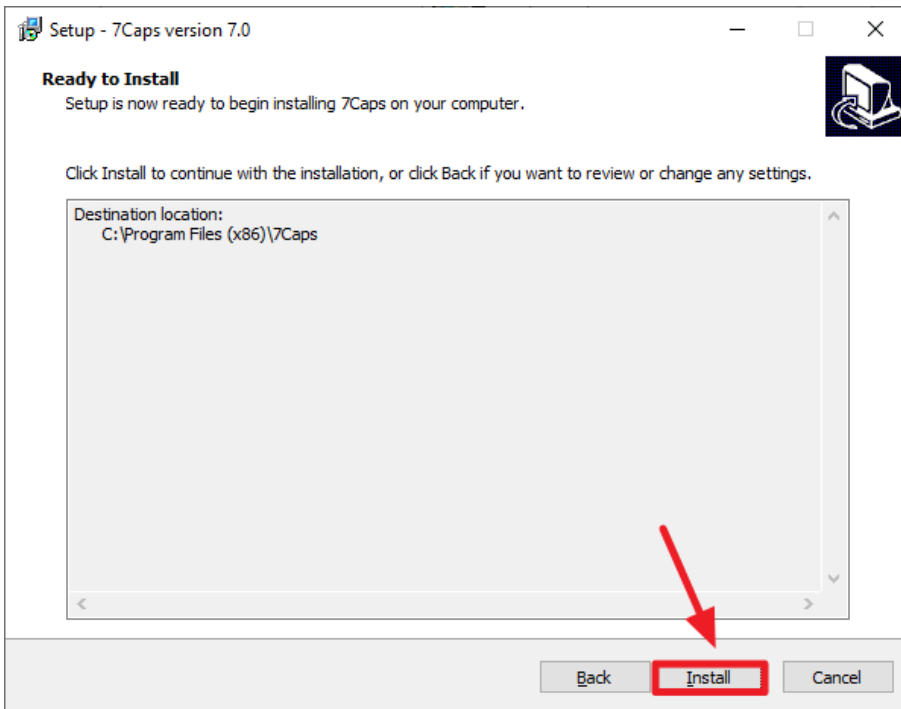 Setup - 7Caps version 7.0
Ready to Install
Setup is now ready to begin installing 7Caps on your computer.
Click Install to continue with the installation, or click Back if you want to review or change any settings.
Destination location:
C:\Program Files (x86)\7Caps
Back
Install
Cancel